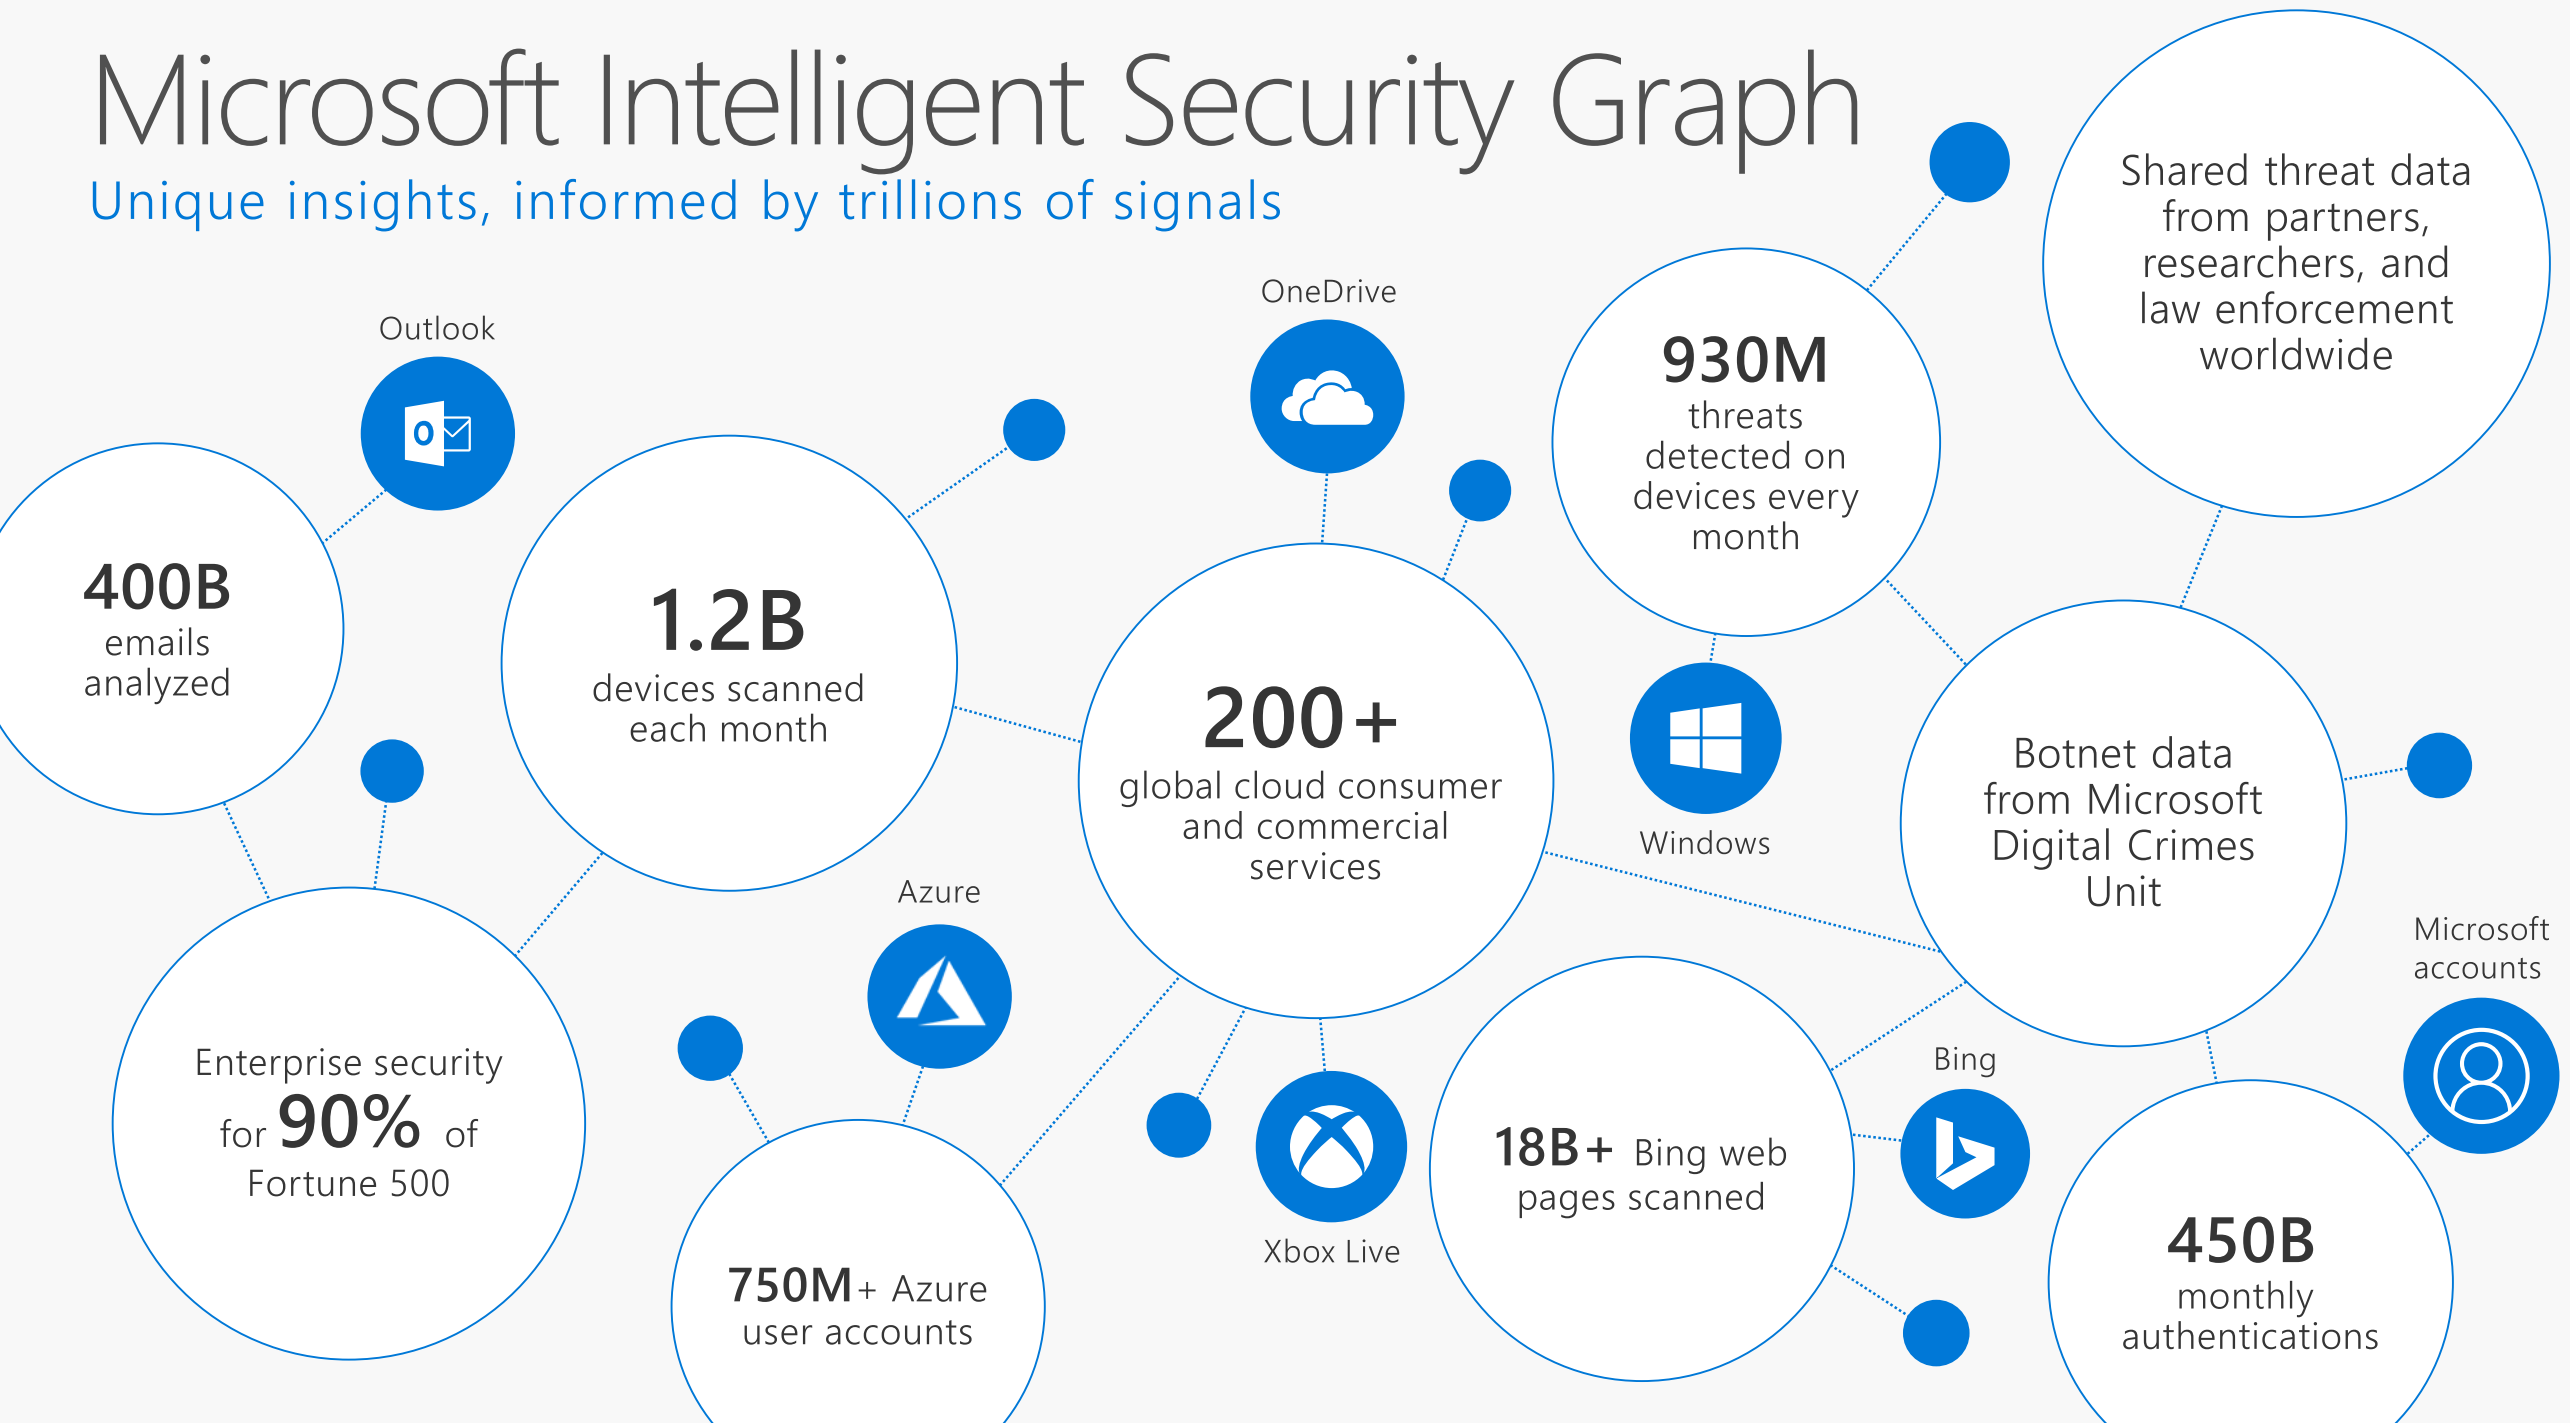 Microsoft Intelligent Security Graph
Unique insights, informed by trillions of signals
Shared threat data
from partners,
researchers, and
law enforcement
worldwide
OneDrive
Outlook
930M
threats
detected on
devices every
month
400B
emails
analyzed
1.2B
devices scanned
each month
200+
global cloud consumer
and commercial
services
Windows
Botnet data
from Microsoft
Digital Crimes
Unit
Azure
Microsoft
accounts
Enterprise security
for 90% of
Fortune 500
Bing
18B+ Bing web
pages scanned
Xbox Live
750M+ Azure
user accounts
450B
monthly
authentications